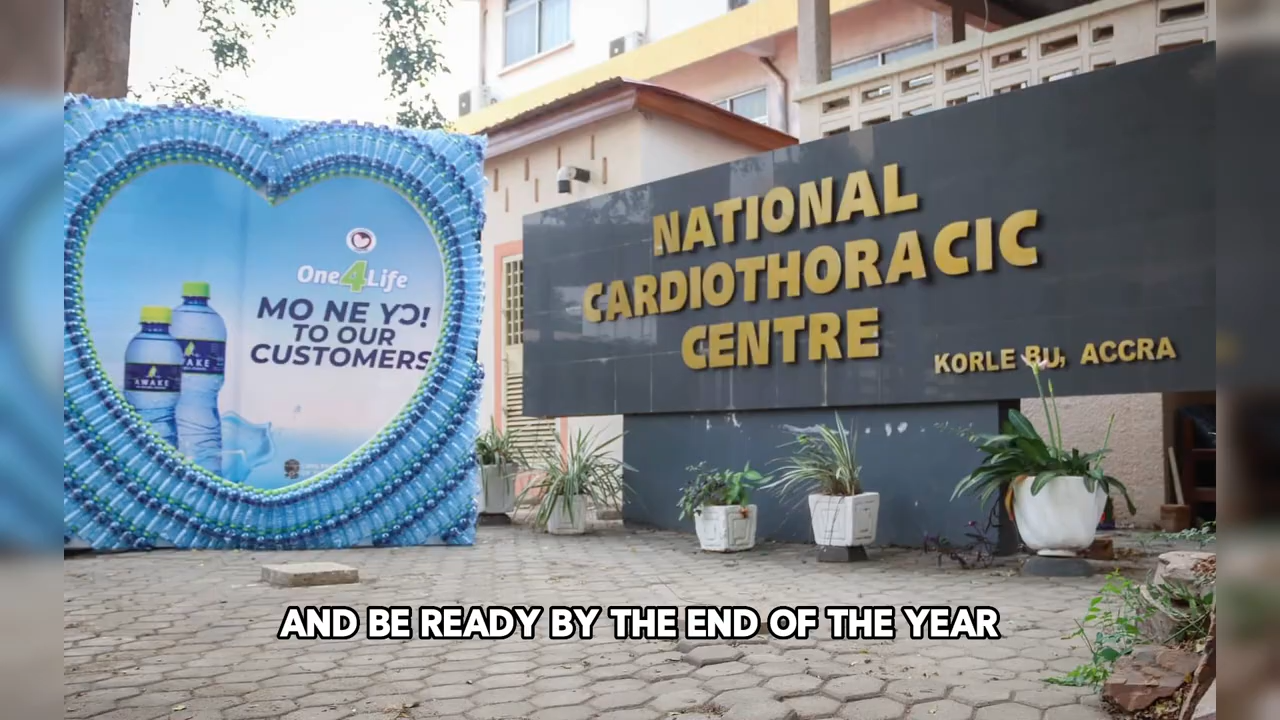 One4Life
MO NE YƆ!
TO OUR
CUSTOMERS
AWAKE
AWAKE
NATIONAL
CARDIOTHORACIC
CENTRE
KORLE BU, ACCRA
AND BE READY BY THE END OF THE YEAR